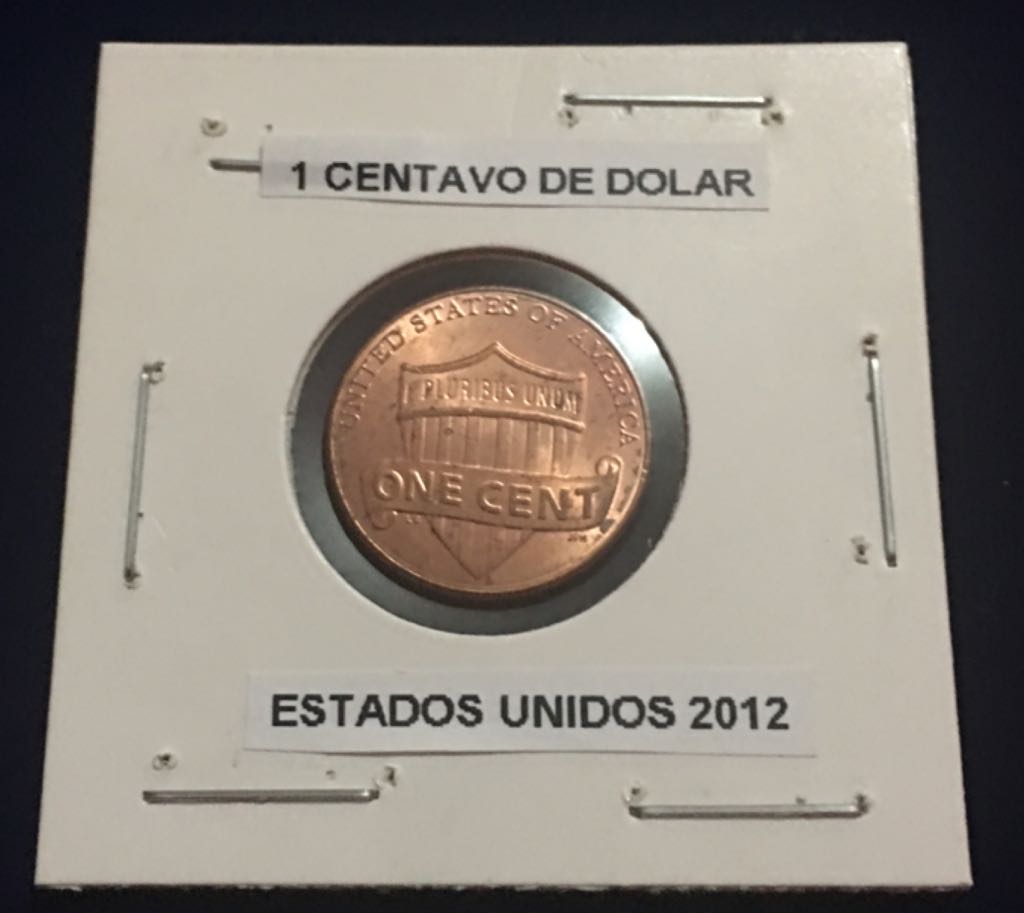 1 CENTAVO DE DOLAR
UNITED STATES OF AMERICA
PLURIBUS UNUM
ONE CENT
ESTADOS UNIDOS 2012